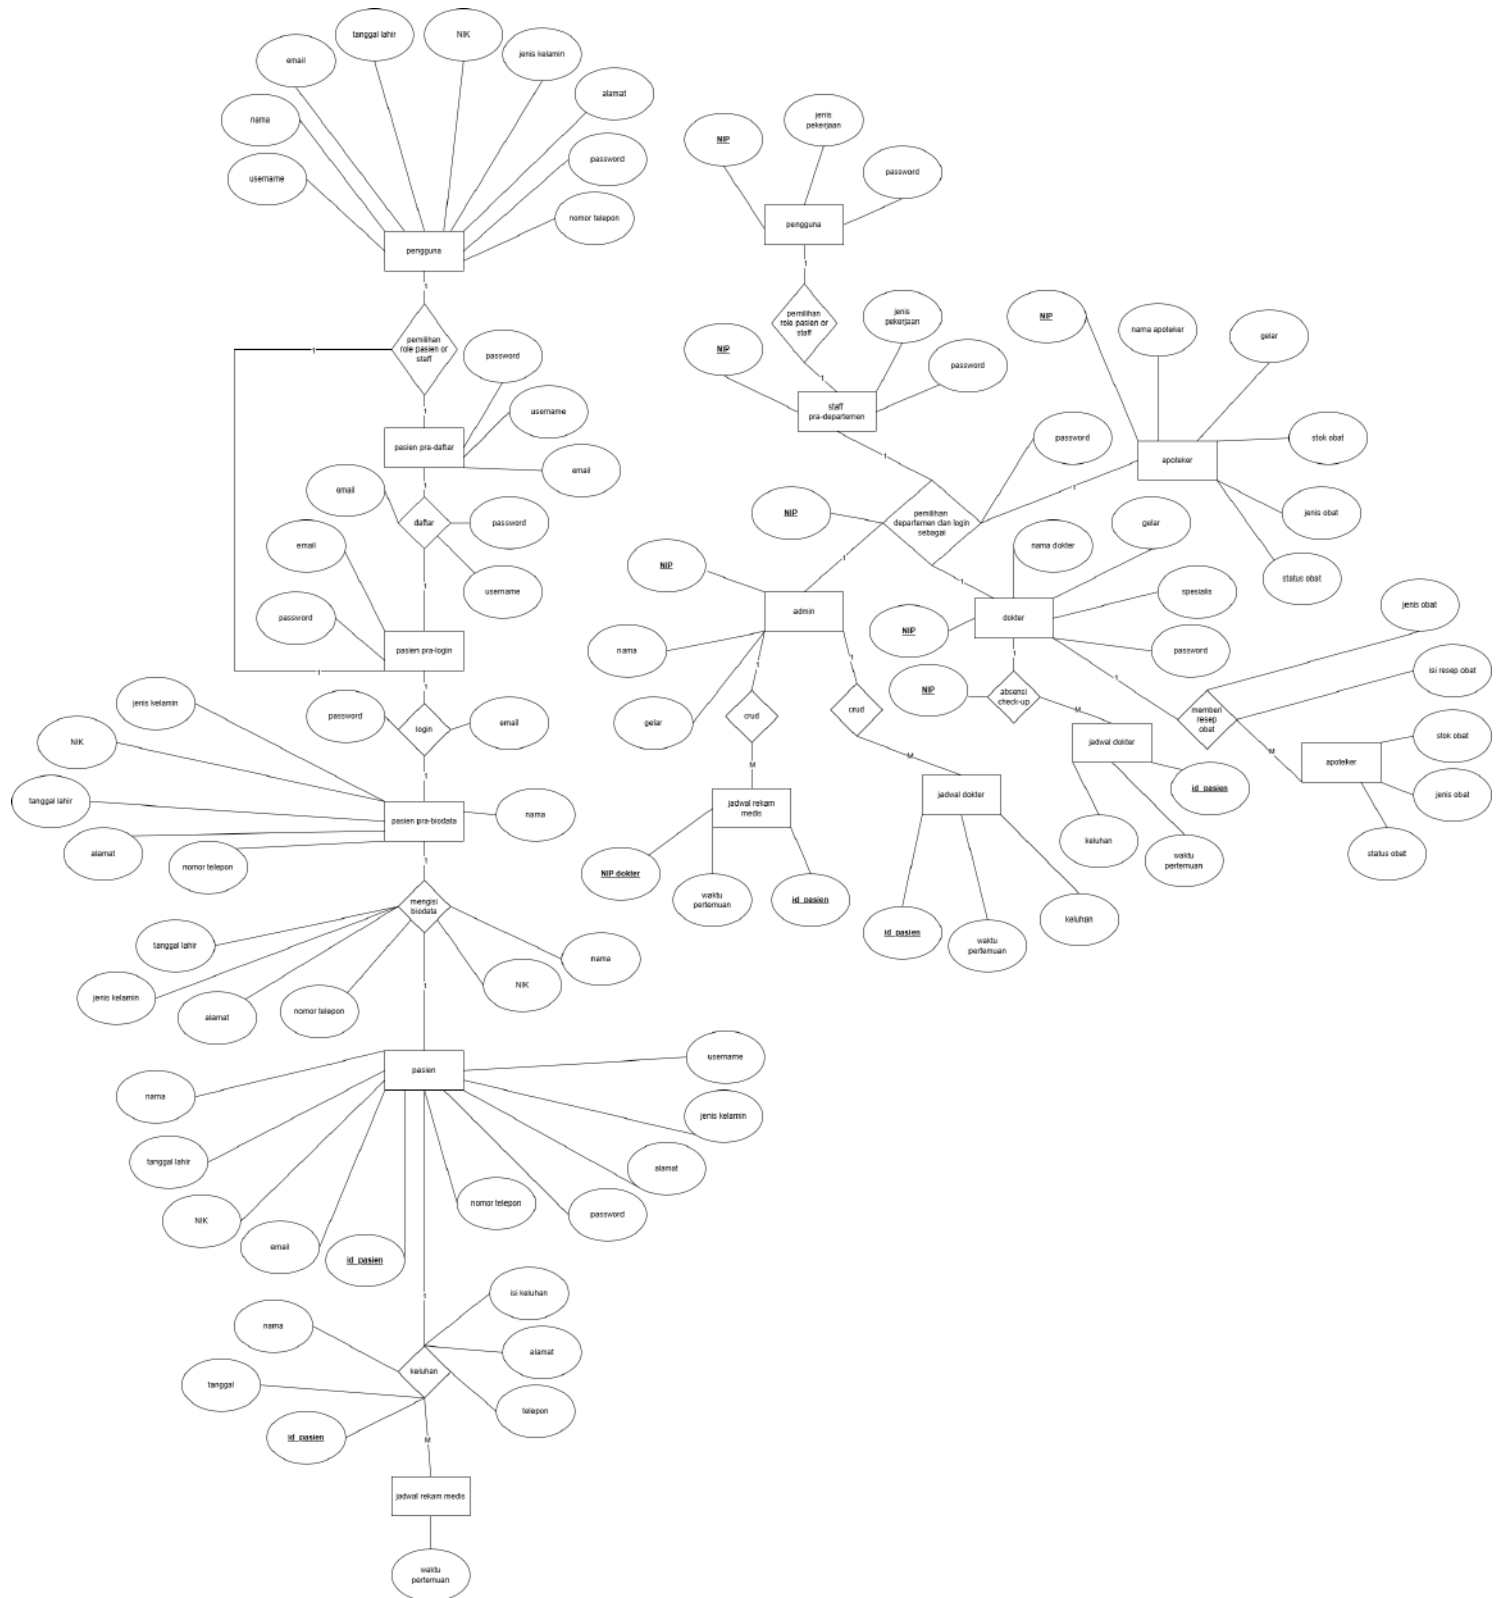 tanggal lahir
NIK
email
jenis kelamin
alamat
nama
password
username
nomor telepon
pengguna
1
pemilihan
role pasien or
staff
1
password
1
username
pasien pra-daftar
email
1
email
daftar
password
email
username
1
password
pasien pra-login
1
1
jenis kelamin
password
login
email
NIK
1
tanggal lahir
pasien pra-biodata
nama
alamat
nomor telepon
1
mengisi
biodata
tanggal lahir
nama
jenis kelamin
alamat
nomor telepon
NIK
1
pasien
username
nama
jenis kelamin
tanggal lahir
alamat
NIK
nomor telepon
password
email
id_pasien
1
isi keluhan
nama
alamat
keluhan
tanggal
telepon
id_pasien
M
jadwal rekam medis
waktu
pertemuan
NIP
jenis
pekerjaan
password
pengguna
1
pemilihan
role pasien or
staff
jenis
pekerjaan
NIP
password
1
staff
pra-departemen
1
password
NIP
pemilihan
departemen dan login
sebagai
1
NIP
nama apoteker
gelar
stok obat
apoteker
jenis obat
status obat
1
1
NIP
admin
nama
gelar
1
1
crud
crud
M
M
jadwal rekam
medis
NIP dokter
waktu
pertemuan
id_pasien
jadwal dokter
id_pasien
waktu
pertemuan
keluhan
nama dokter
gelar
spesialis
dokter
NIP
password
1
1
NIP
absensi
check-up
M
jadwal dokter
id_pasien
keluhan
waktu
pertemuan
jenis obat
isi resep obat
memberi
resep
obat
M
apoteker
stok obat
jenis obat
status obat